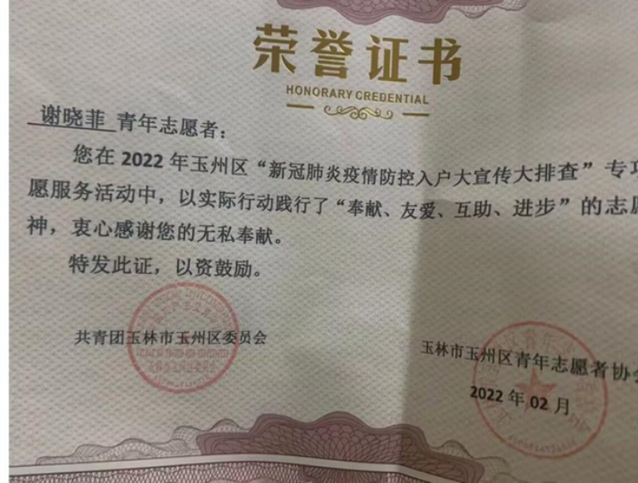 荣誉证书
HONORARY CREDENTIAL
谢晓菲 青年志愿者：
您在 2022 年玉州区“新冠肺炎疫情防控入户大宣传大排查”专项
愿服务活动中，以实际行动践行了“奉献、友爱、互助、进步”的志愿
神，衷心感谢您的无私奉献。
特发此证，以资鼓励。
共青团玉林市玉州区委员会
玉林市玉州区青年志愿者协会
2022 年 02 月